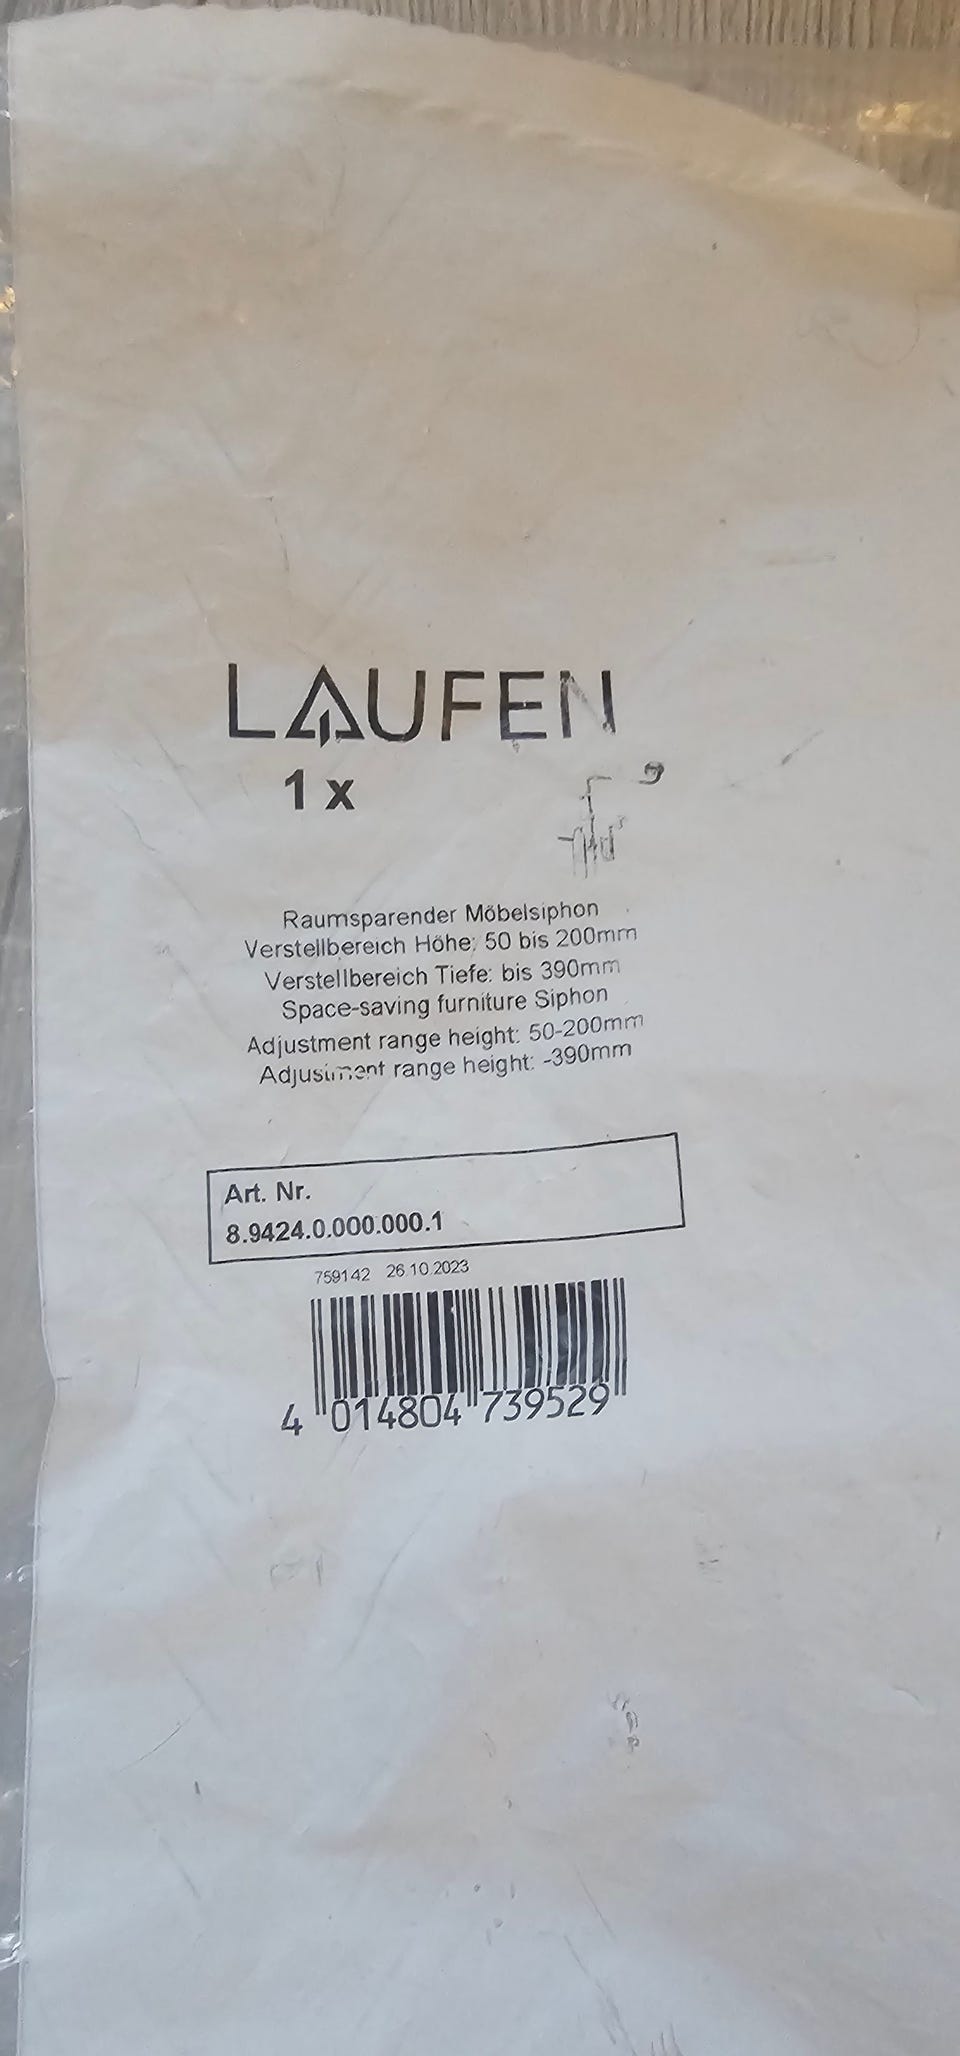 LAUFEN
1 x
Raumsparender Möbelsiphon
Verstellbereich Höhe: 50 bis 200mm
Verstellbereich Tiefe: bis 390mm
Space-saving furniture Siphon
Adjustment range height: 50-200mm
Adjustment range height: -390mm
Art. Nr.
8.9424.0.000.000.1
759142 26.10.2023
4 014804 739529